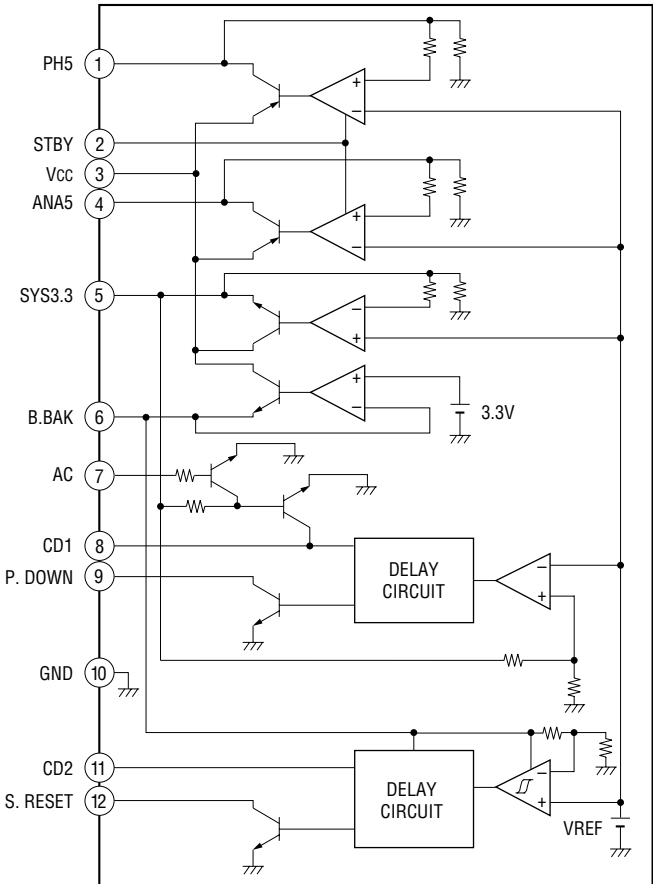 PH5 1
STBY 2
Vcc 3
ANA5 4
SYS3.3 5
B.BAK 6
AC 7
CD1 8
P. DOWN 9
GND 10
CD2 11
S. RESET 12
+
−
+
−
−
+
+
−
3.3V
DELAY
CIRCUIT
−
+
DELAY
CIRCUIT
−
+
VREF